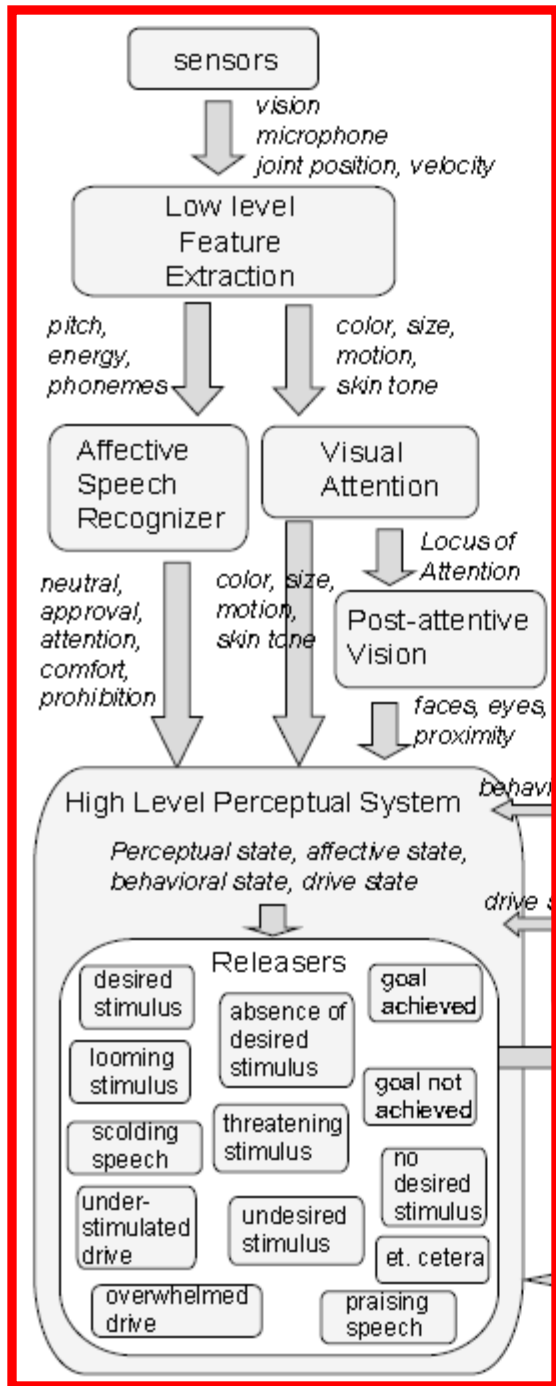 sensors
vision
microphone
joint position, velocity
Low level
Feature
Extraction
pitch,
energy,
phonemes
color, size,
motion,
skin tone
Affective
Speech
Recognizer
Visual
Attention
neutral,
approval,
attention,
comfort,
prohibition
color, size,
motion,
skin tone
Locus of
Attention
Post-attentive
Vision
faces, eyes,
proximity
High Level Perceptual System
Perceptual state, affective state,
behavioral state, drive state
drive
Releasers
desired
stimulus
absence of
desired
stimulus
goal
achieved
looming
stimulus
goal not
achieved
scolding
speech
threatening
stimulus
no
desired
stimulus
under-
stimulated
drive
undesired
stimulus
et. cetera
overwhelmed
drive
praising
speech